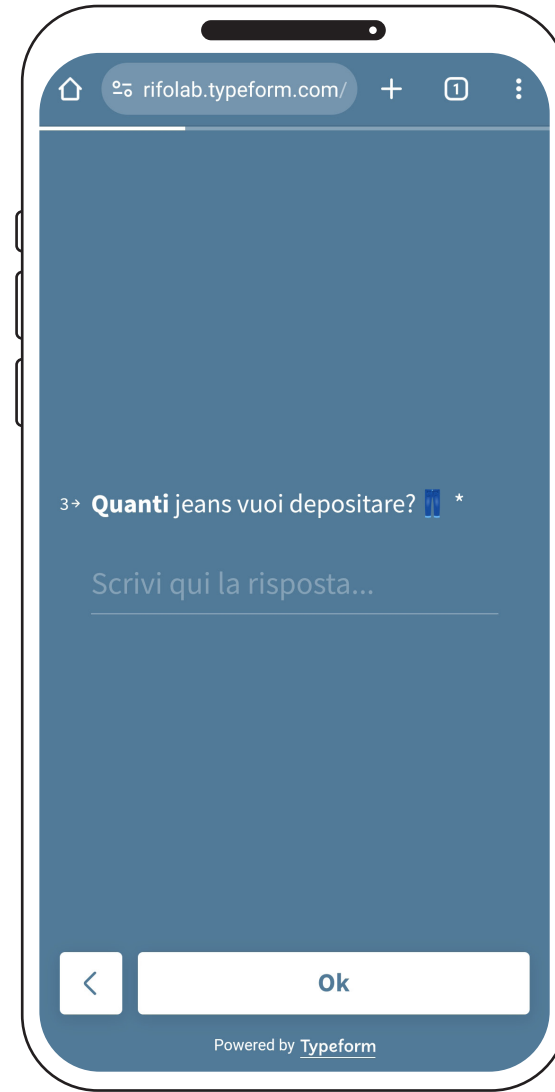 rifolab.typeform.com/
1
3→ Quanti jeans vuoi depositare? 👖 *
Scrivi qui la risposta...
Ok
Powered by Typeform